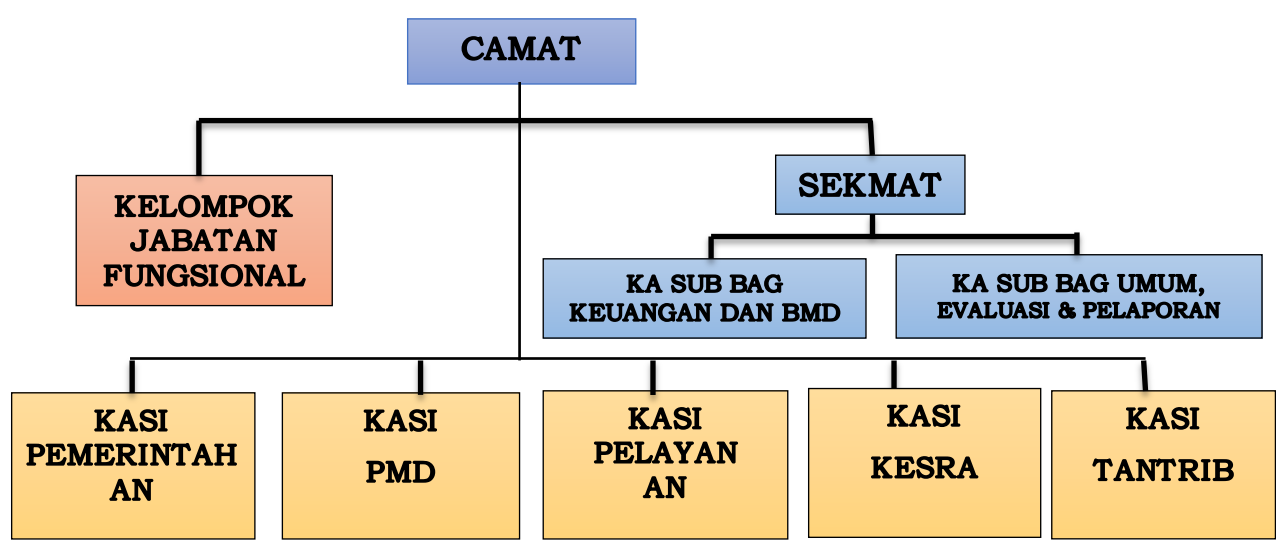 CAMAT
KELOMPOK
JABATAN
FUNGSIONAL
SEKMAT
KA SUB BAG
KEUANGAN DAN BMD
KA SUB BAG UMUM,
EVALUASI & PELAPORAN
KASI
PEMERINTAH
AN
KASI
PMD
KASI
PELAYAN
AN
KASI
KESRA
KASI
TANTRIB